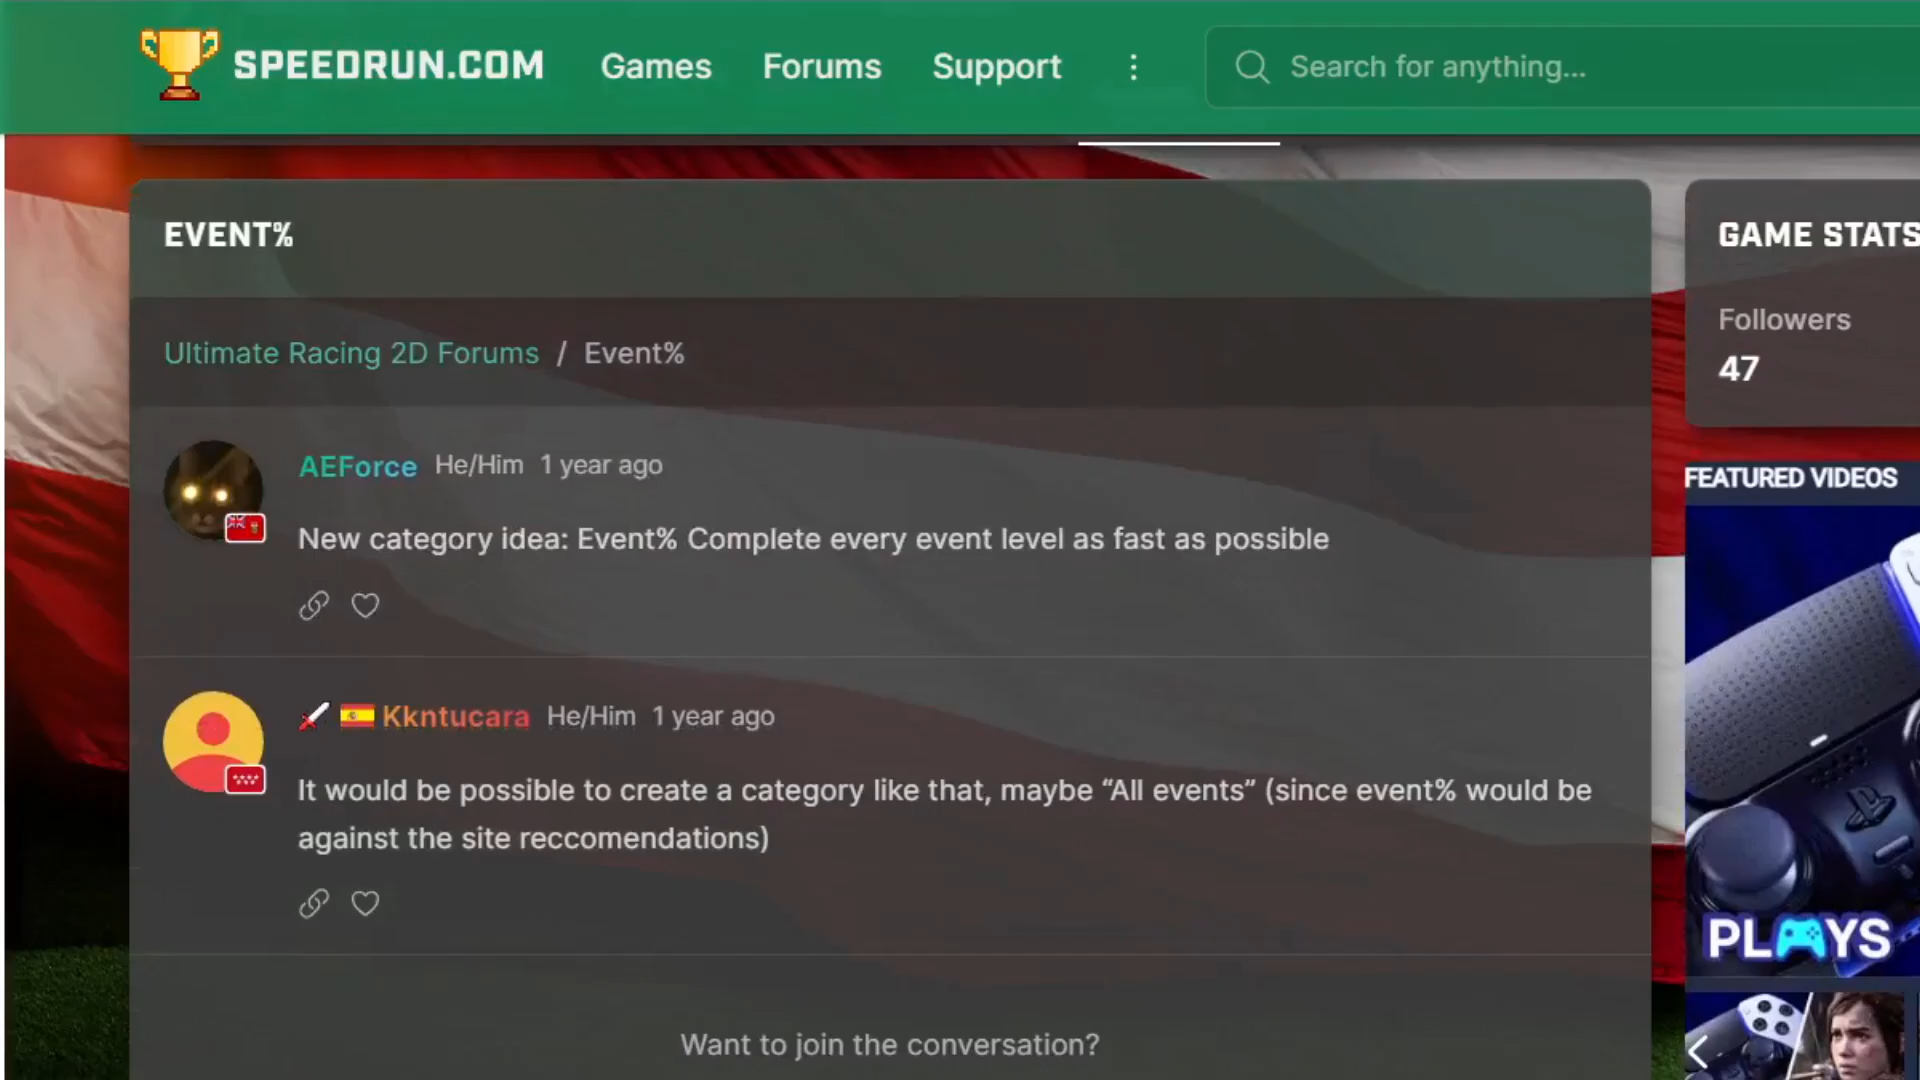 SPEEDRUN.COM Games Forums Support Search for anything...
EVENT%
Ultimate Racing 2D Forums / Event%
AEForce He/Him 1 year ago
New category idea: Event% Complete every event level as fast as possible
Kkntucara He/Him 1 year ago
It would be possible to create a category like that, maybe “All events” (since event% would be
against the site reccomendations)
Want to join the conversation?
GAME STATS
Followers
47
FEATURED VIDEOS
PLAYS